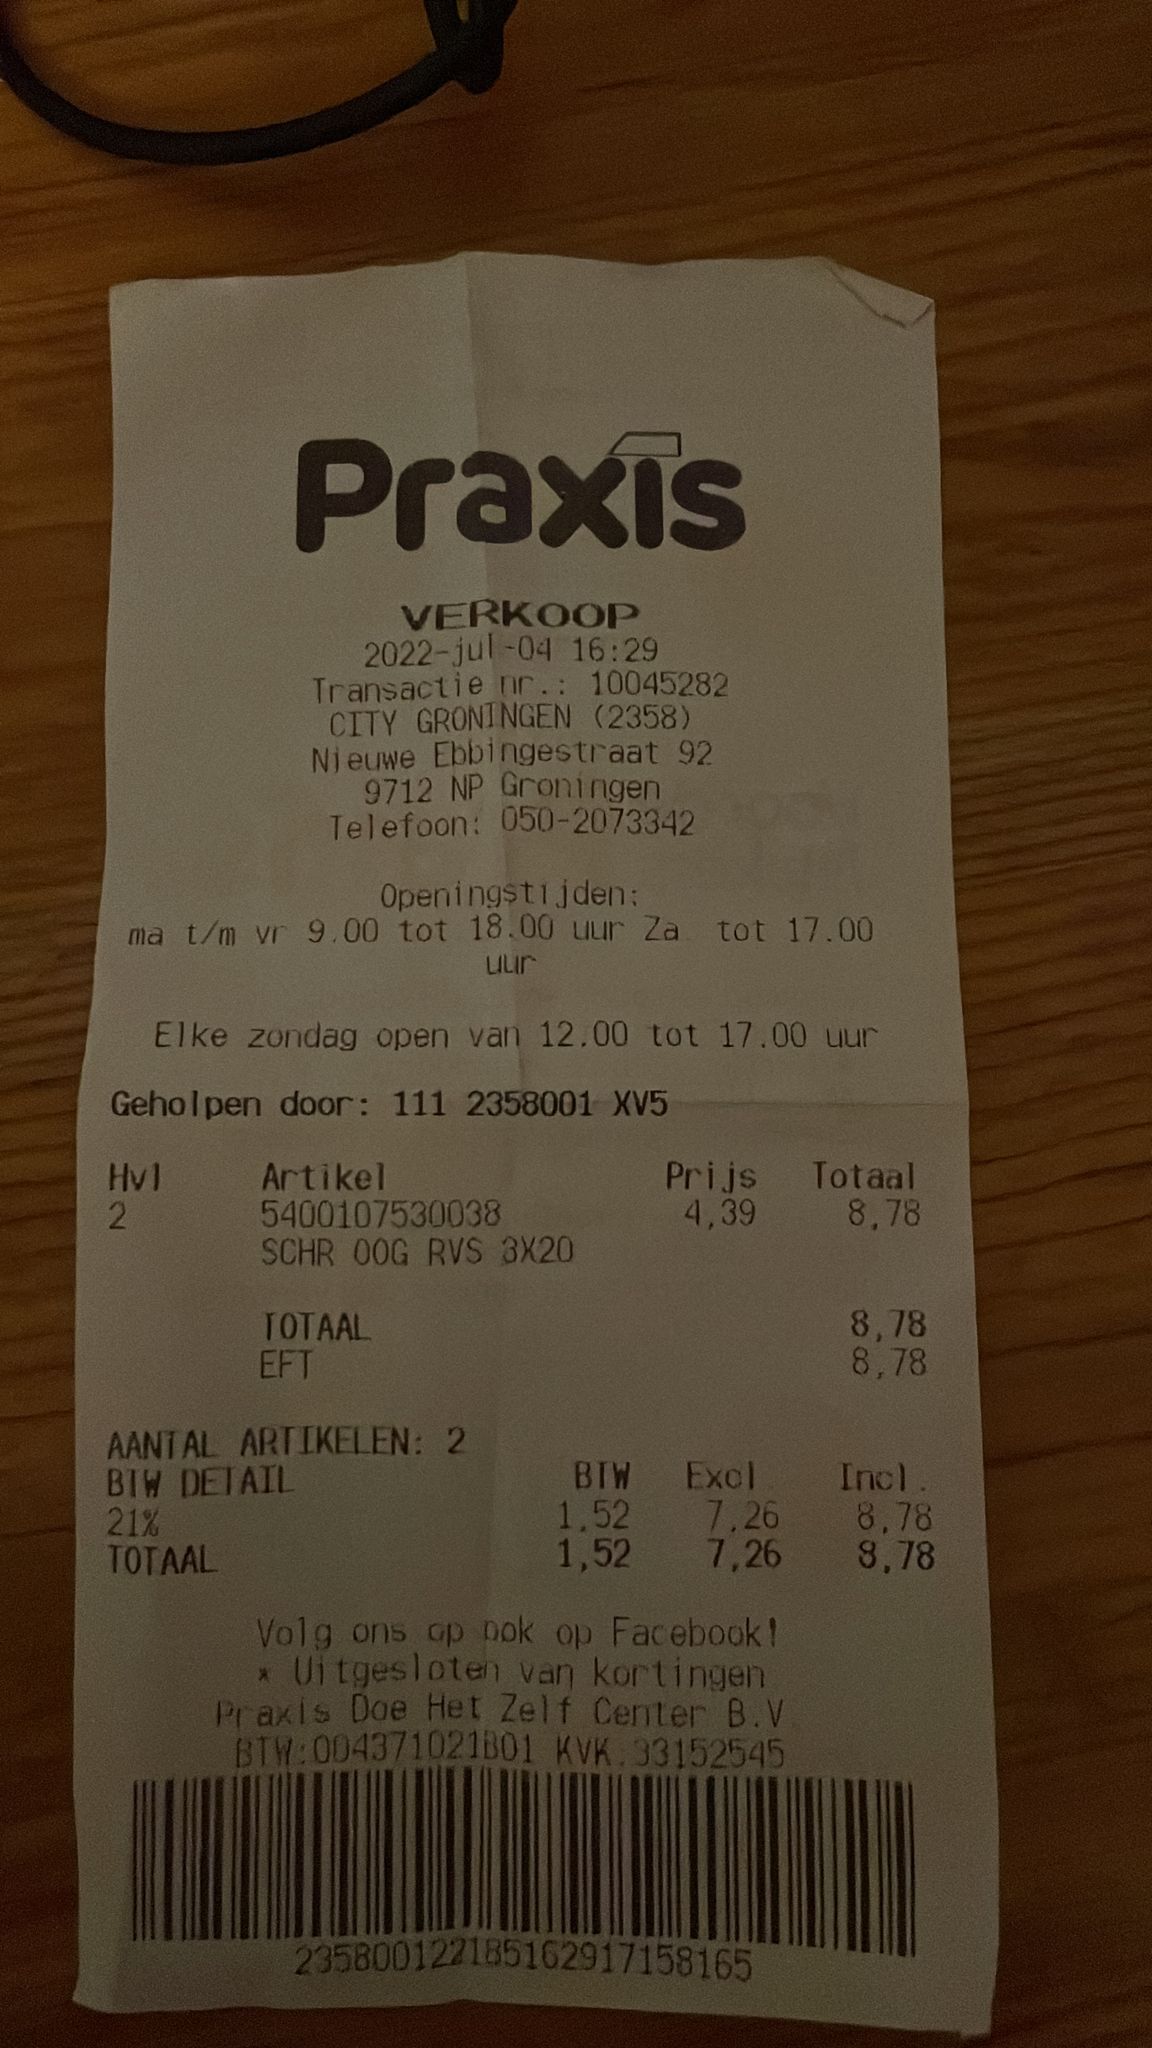 Praxis
VERKOOP
2022-jul-04 16:29
Transactie nr.: 10045282
CITY GRONINGEN (2358)
Nieuwe Ebbingestraat 92
9712 NP Groningen
Telefoon: 050-2073342
Openingstijden:
ma t/m vr 9.00 tot 18.00 uur Za tot 17.00
uur
Elke zondag open van 12.00 tot 17.00 uur
Geholpen door: 111 2358001 XV5
Hvl Artikel Prijs Totaal
2 5400107530038 4,39 8,78
SCHR OOG RVS 3X20
TOTAAL 8,78
EFT 8,78
AANTAL ARTIKELEN: 2
BTW DETAIL BTW Excl. Incl.
21% 1,52 7,26 8,78
TOTAAL 1,52 7,26 8,78
Volg ons op ook op Facebook!
* Uitgesloten van kortingen
Praxis Doe Het Zelf Center B.V
BTW:004371021B01 KVK.33152545
235800122185162917158165